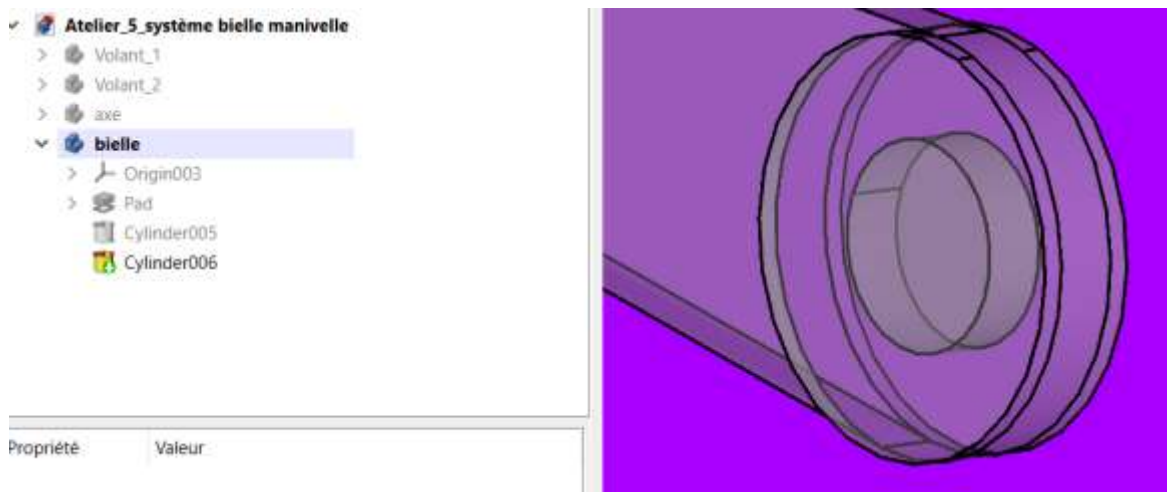 Atelier_5_système bielle manivelle
Volant_1
Volant_2
axe
bielle
Origin003
Pad
Cylinder005
Cylinder006
Propriété Valeur